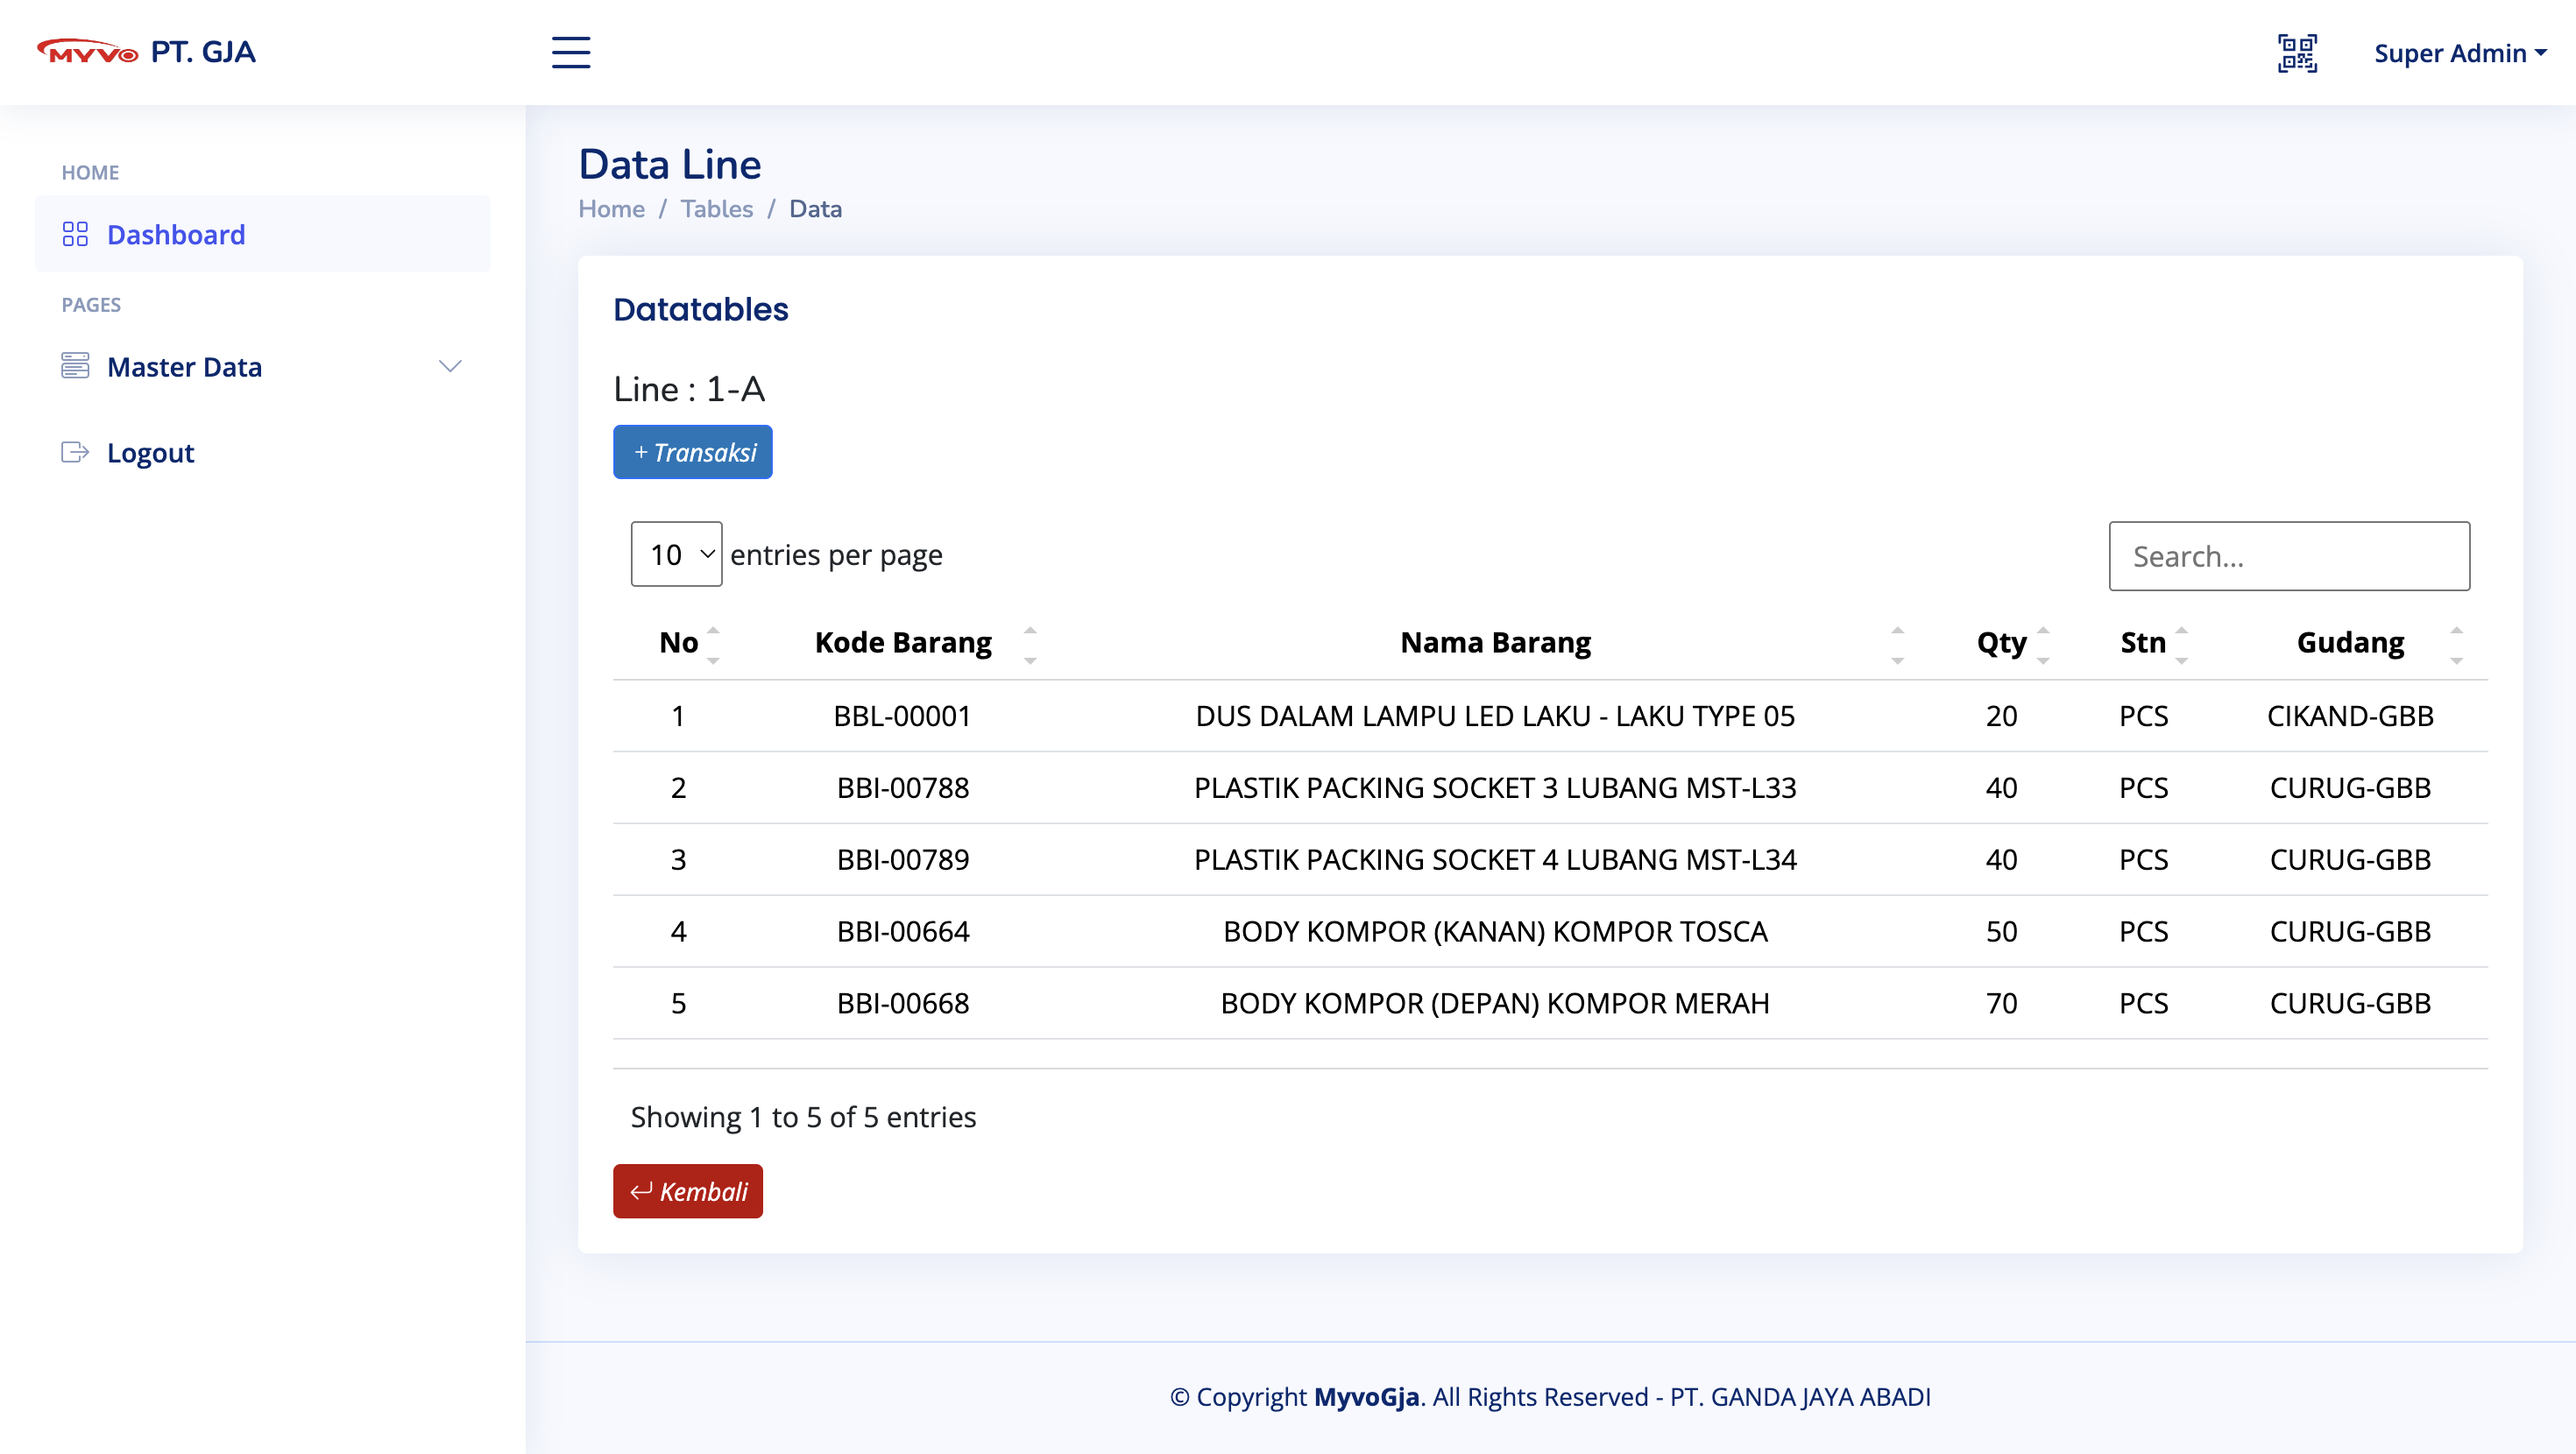 MYVO PT. GJA
Super Admin
HOME
Dashboard
PAGES
Master Data
Logout
Data Line
Home / Tables / Data
Datatables
Line : 1-A
+ Transaksi
10 entries per page
Search...
No Kode Barang Nama Barang Qty Stn Gudang
1 BBL-00001 DUS DALAM LAMPU LED LAKU - LAKU TYPE 05 20 PCS CIKAND-GBB
2 BBI-00788 PLASTIK PACKING SOCKET 3 LUBANG MST-L33 40 PCS CURUG-GBB
3 BBI-00789 PLASTIK PACKING SOCKET 4 LUBANG MST-L34 40 PCS CURUG-GBB
4 BBI-00664 BODY KOMPOR (KANAN) KOMPOR TOSCA 50 PCS CURUG-GBB
5 BBI-00668 BODY KOMPOR (DEPAN) KOMPOR MERAH 70 PCS CURUG-GBB
Showing 1 to 5 of 5 entries
Kembali
© Copyright MyvoGja. All Rights Reserved - PT. GANDA JAYA ABADI